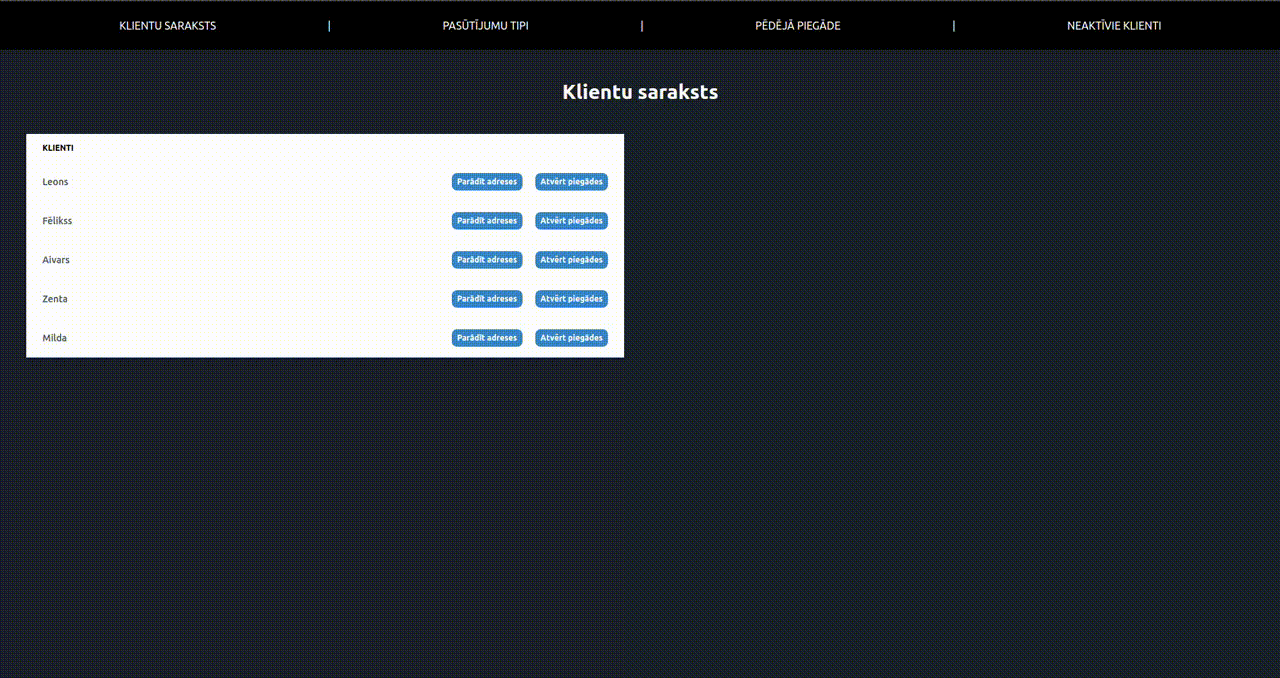 KLIENTU SARAKSTS | PASŪTĪJUMU TIPI | PĒDĒJĀ PIEGĀDE | NEAKTĪVIE KLIENTI
Klientu saraksts
KLIENTI
Leons Parādīt adreses Atvērt piegādes
Fēlikss Parādīt adreses Atvērt piegādes
Aivars Parādīt adreses Atvērt piegādes
Zenta Parādīt adreses Atvērt piegādes
Milda Parādīt adreses Atvērt piegādes